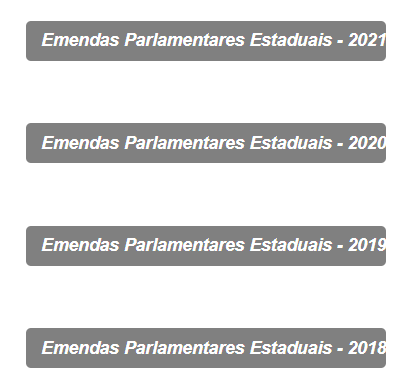 Emendas Parlamentares Estaduais - 2021
Emendas Parlamentares Estaduais - 2020
Emendas Parlamentares Estaduais - 2019
Emendas Parlamentares Estaduais - 2018